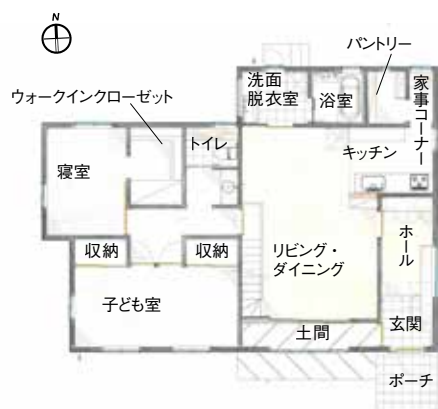 N
パントリー
洗面
脱衣室
浴室
家事コーナー
ウォークインクローゼット
トイレ
キッチン
寝室
ホール
収納
収納
リビング・
ダイニング
子ども室
玄関
土間
ポーチ